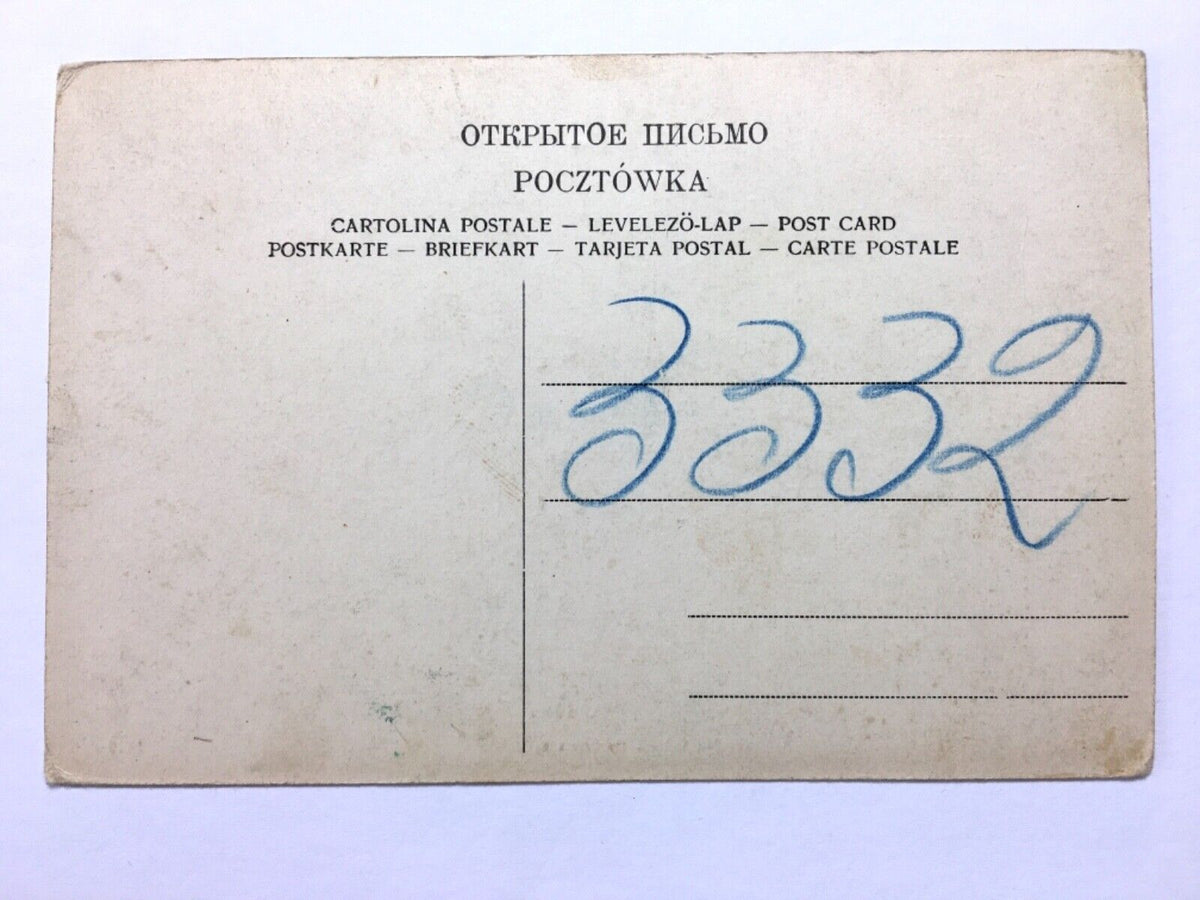 ОТКРЫТОЕ ПИСЬМО
POCZTÓWKA
CARTOLINA POSTALE — LEVELEZÖ-LAP — POST CARD
POSTKARTE — BRIEFKART — TARJETA POSTAL — CARTE POSTALE
3332